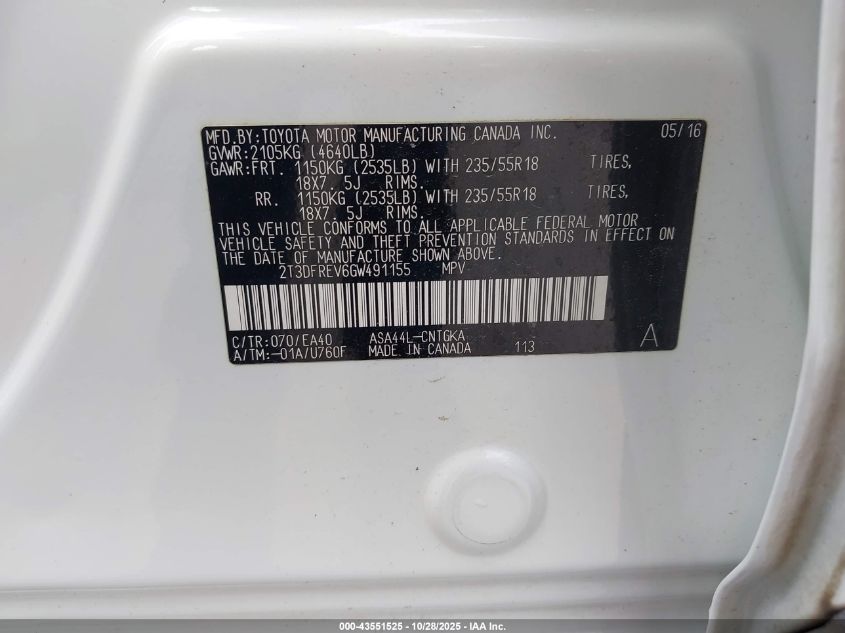 MFD.BY:TOYOTA MOTOR MANUFACTURING CANADA INC. 05/16
GVWR:2105KG (4640LB)
GAWR:FRT. 1150KG (2535LB) WITH 235/55R18 TIRES,
18X7. 5J RIMS.
RR. 1150KG (2535LB) WITH 235/55R18 TIRES,
18X7. 5J RIMS.
THIS VEHICLE CONFORMS TO ALL APPLICABLE FEDERAL MOTOR
VEHICLE SAFETY AND THEFT PREVENTION STANDARDS IN EFFECT ON
THE DATE OF MANUFACTURE SHOWN ABOVE.
2T3DFREV6GW491155 MPV
C/TR:070/EA40 ASA44L-CNTGKA
A/TM:-01A/U760F MADE IN CANADA 113 A
000-43551525 | 10/28/2025 - IAA Inc.